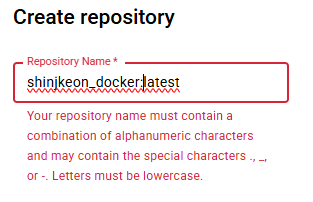 Create repository
Repository Name *
shinjkeon_docker:latest
Your repository name must contain a
combination of alphanumeric characters
and may contain the special characters ., _,
or -. Letters must be lowercase.